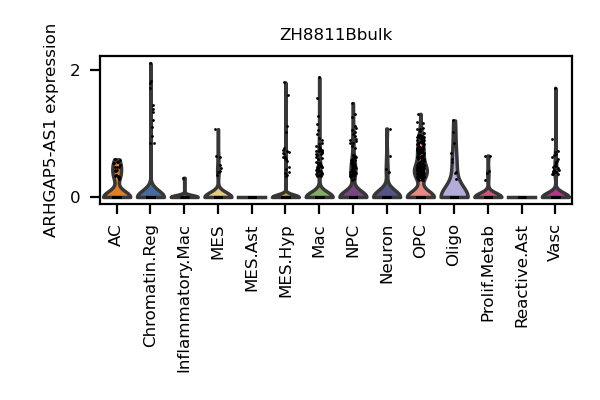 ZH8811Bbulk
ARHGAP5-AS1 expression
2
0
AC
Chromatin.Reg
Inflammatory.Mac
MES
MES.Ast
MES.Hyp
Mac
NPC
Neuron
OPC
Oligo
Prolif.Metab
Reactive.Ast
Vasc